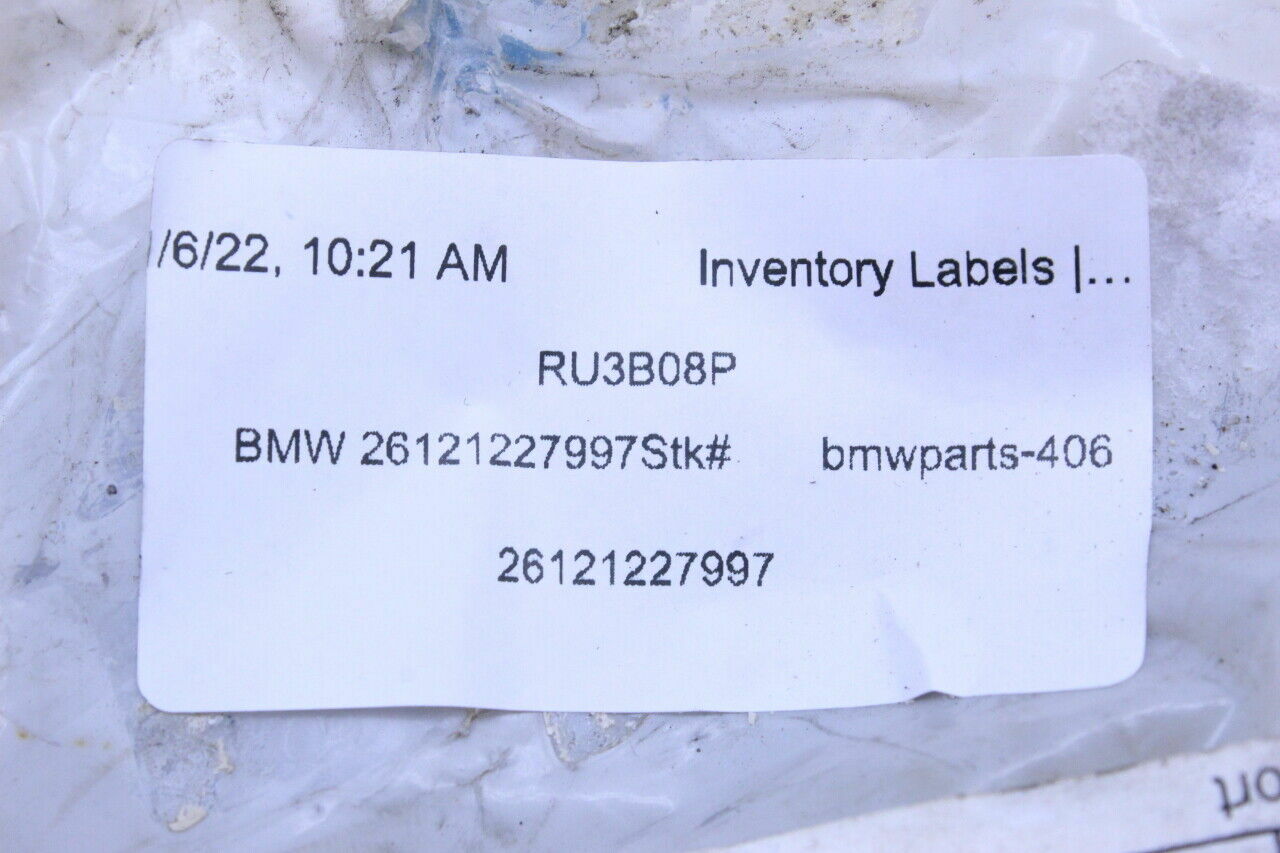 /6/22, 10:21 AM Inventory Labels |...
RU3B08P
BMW 26121227997Stk# bmwparts-406
26121227997